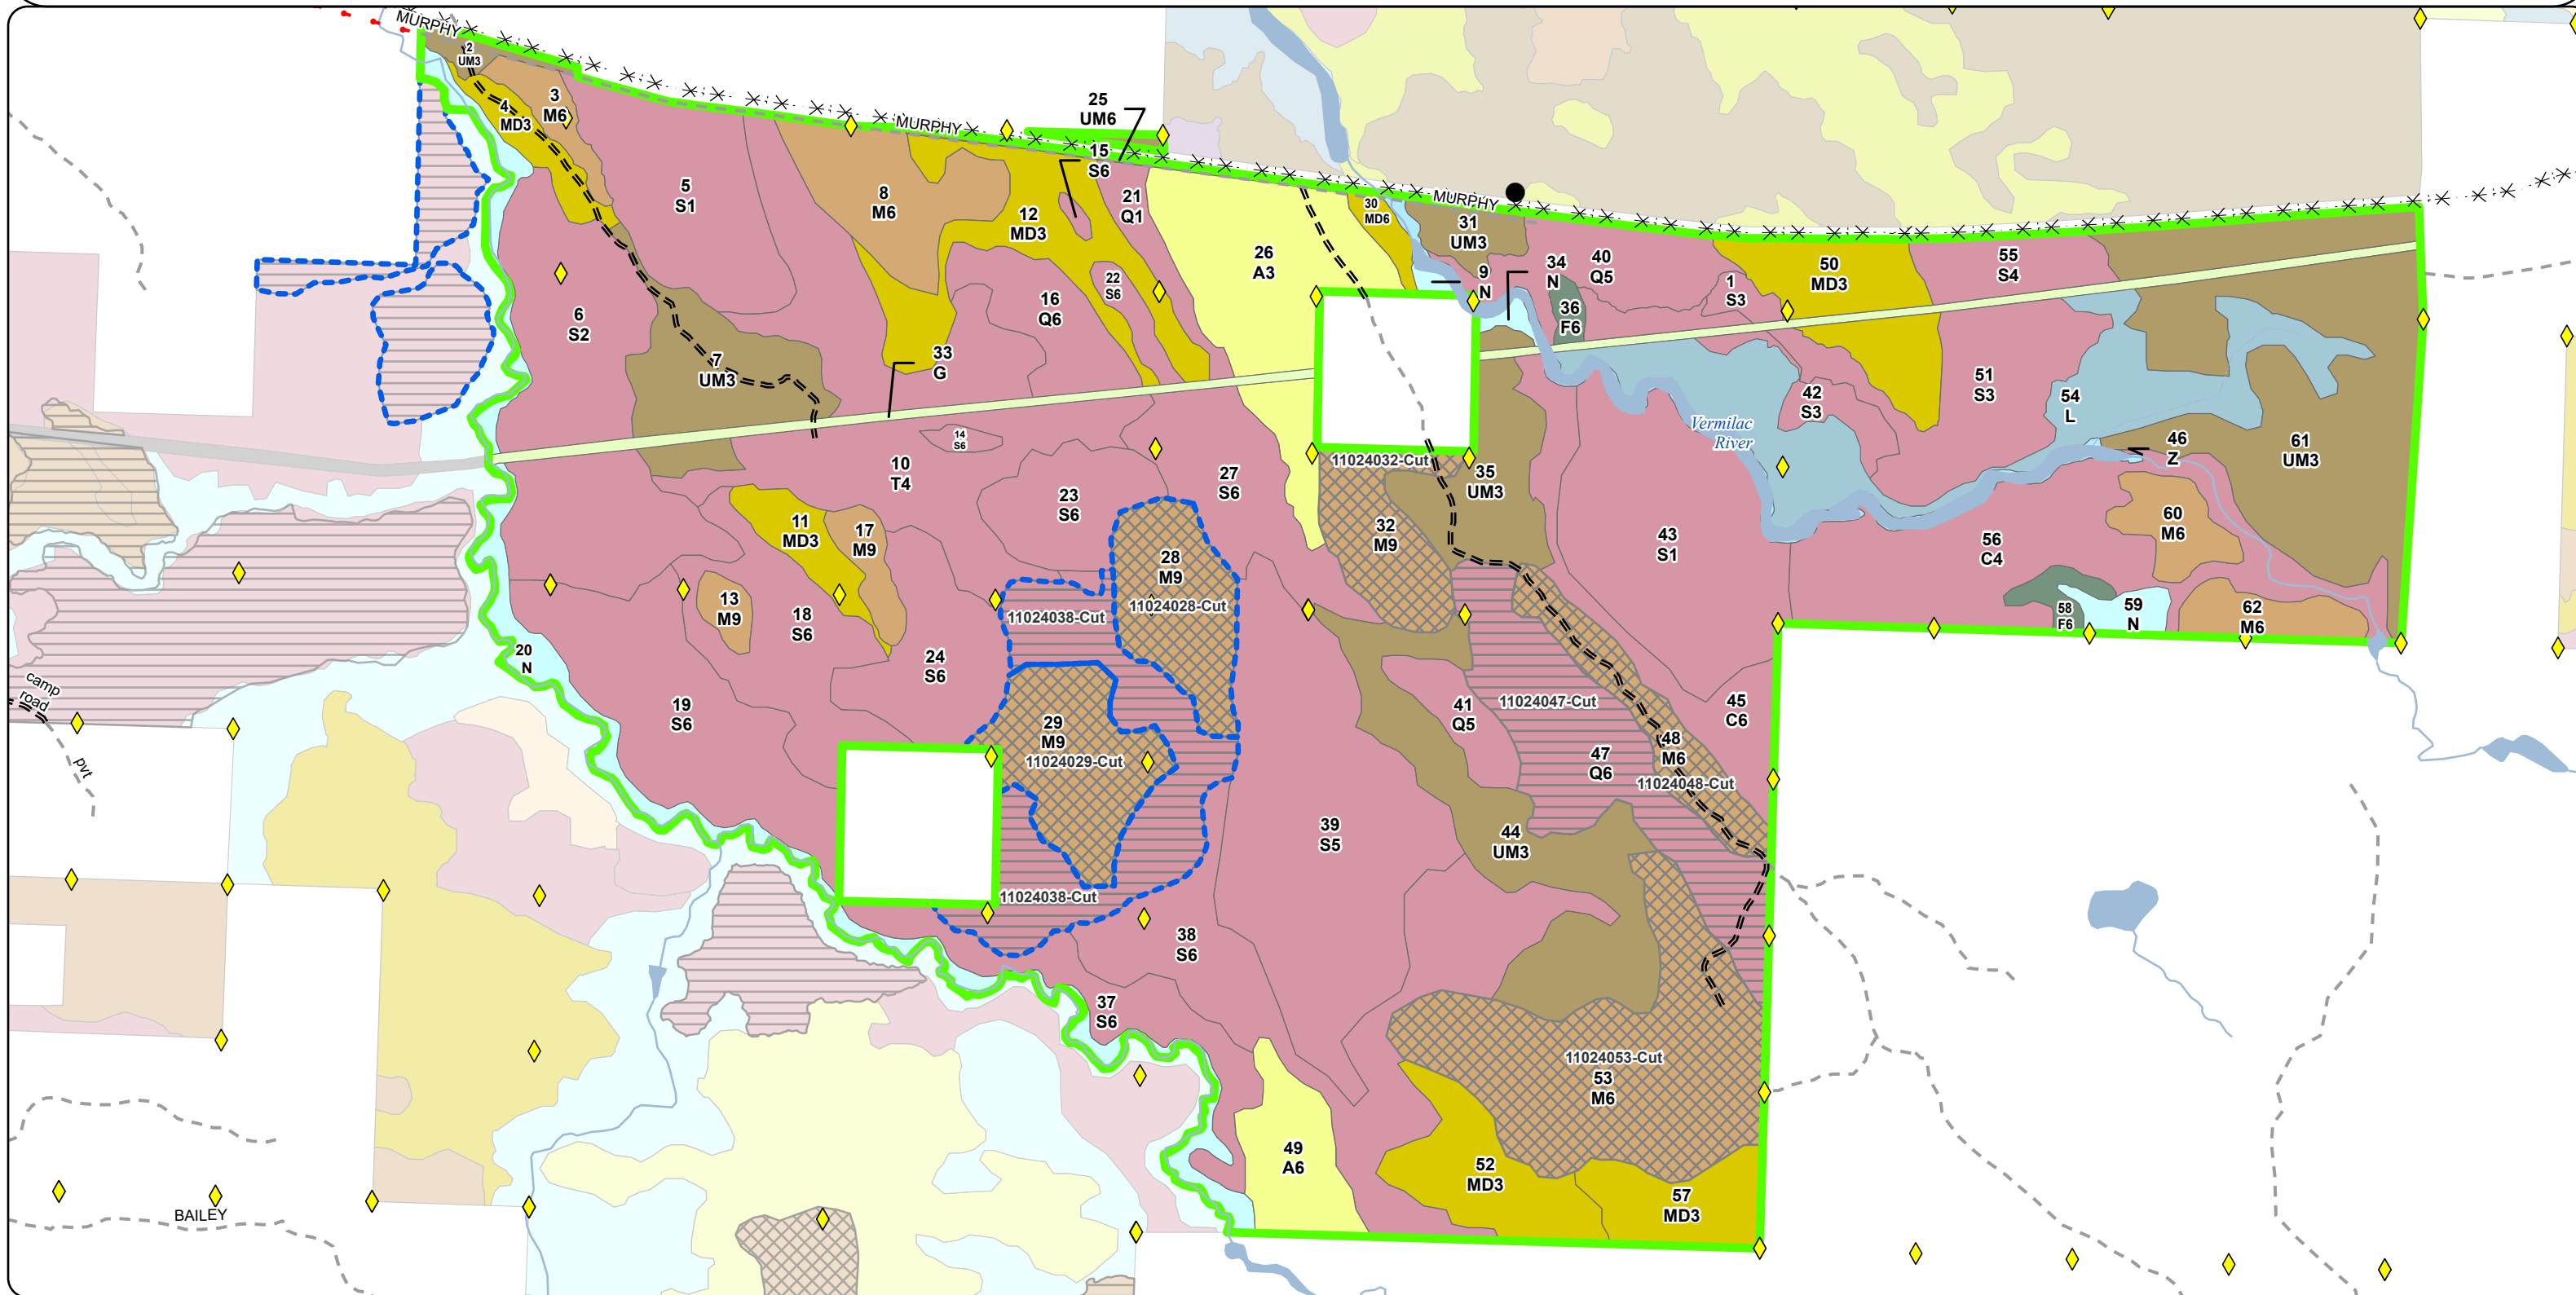 MURPHY
2
UM3
3
M6
4
MD3
25
UM6
MURPHY
15
S6
5
S1
8
M6
21
Q1
12
MD3
30
MD6
MURPHY
31
UM3
26
A3
22
S6
16
Q6
9
N
34
N
40
Q5
1
S3
50
MD3
55
S4
36
F6
6
S2
7
UM3
33
G
42
S3
51
S3
54
L
Vermilac
River
46
Z
61
UM3
14
S6
10
T4
11024032-Cut
27
S6
35
UM3
23
S6
11
MD3
17
M9
32
M9
43
S1
60
M6
56
C4
28
M9
11024028-Cut
11024038-Cut
13
M9
18
S6
58
F6
59
N
62
M6
20
N
24
S6
camp
road
pvt
19
S6
41
Q5
11024047-Cut
45
C6
29
M9
11024029-Cut
47
Q6
48
M6
11024048-Cut
39
S5
44
UM3
11024038-Cut
38
S6
37
S6
11024053-Cut
53
M6
49
A6
52
MD3
57
MD3
BAILEY